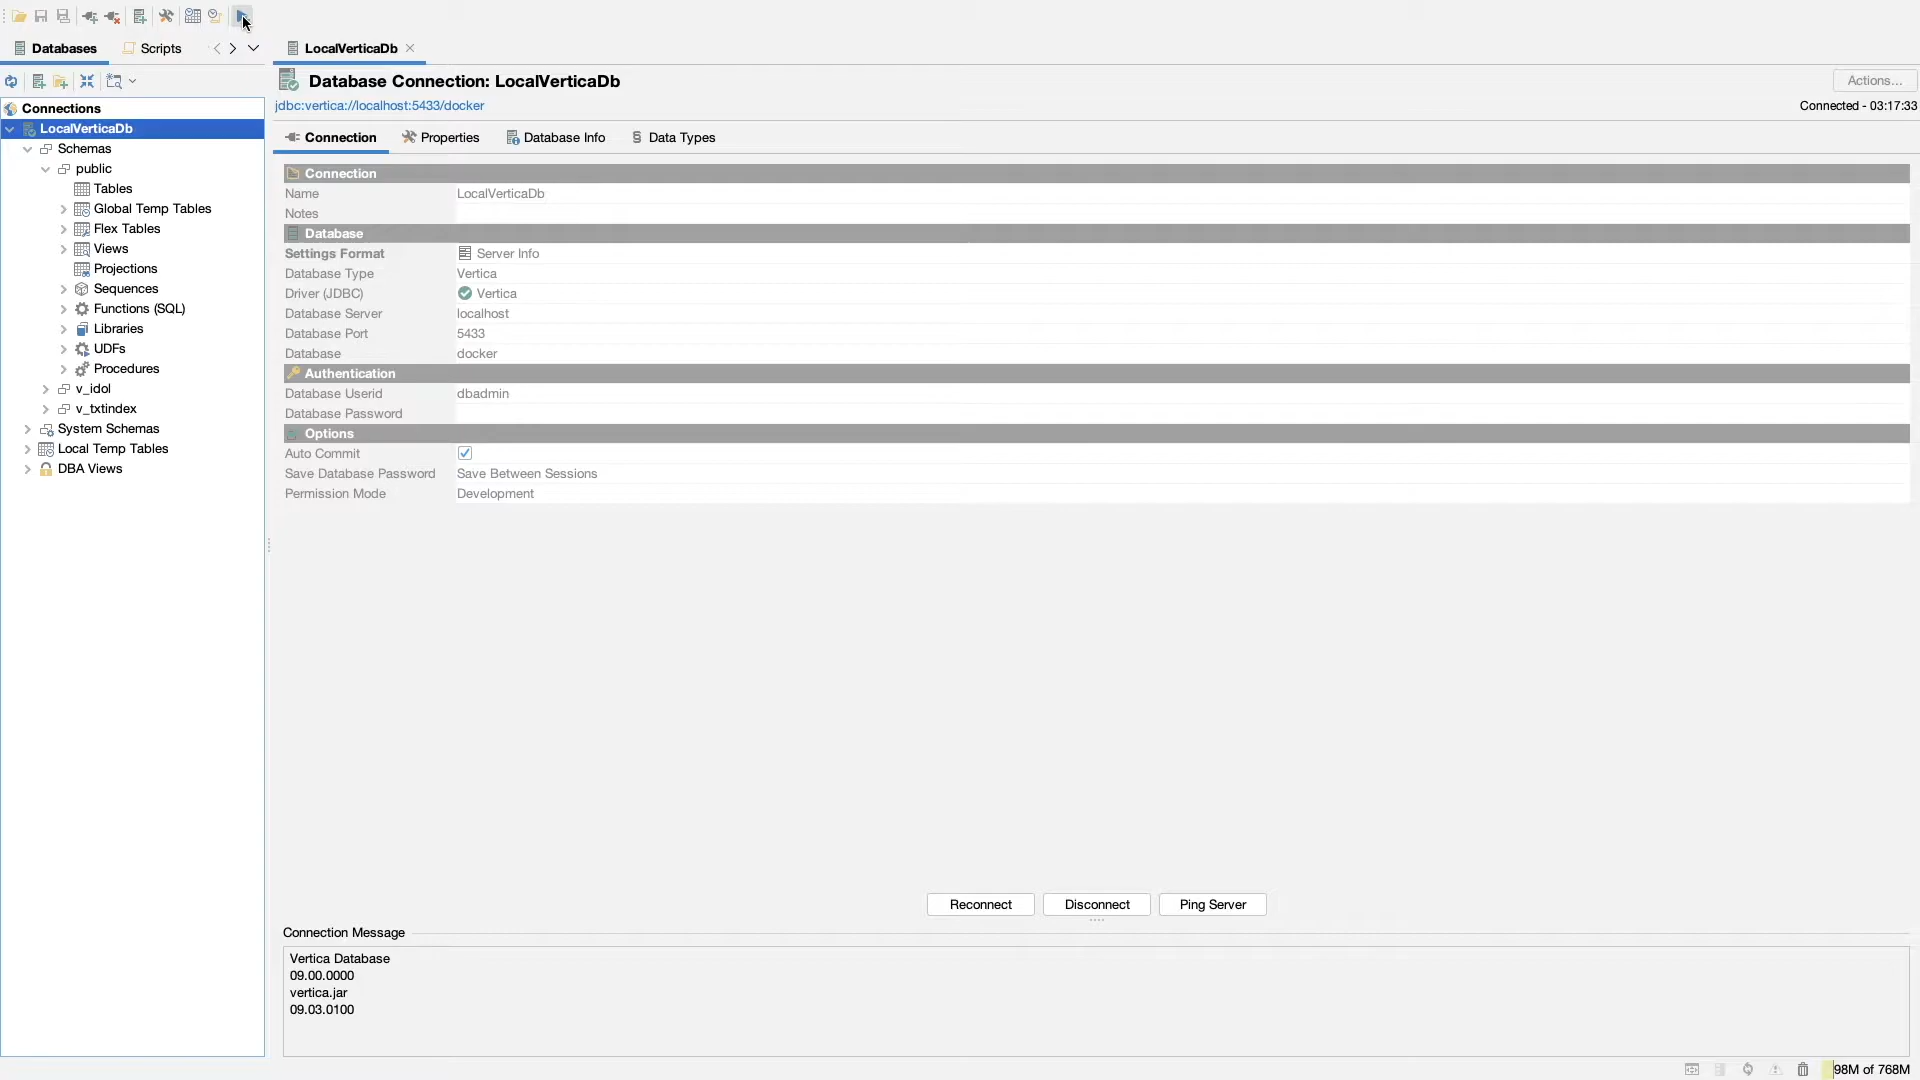 Databases
Scripts
LocalVerticaDb
Database Connection: LocalVerticaDb
Actions...
jdbc:vertica://localhost:5433/docker
Connected - 03:17:33
Connections
LocalVerticaDb
Schemas
public
Tables
Global Temp Tables
Flex Tables
Views
Projections
Sequences
Functions (SQL)
Libraries
UDFs
Procedures
v_idol
v_txtindex
System Schemas
Local Temp Tables
DBA Views
Connection
Properties
Database Info
Data Types
Connection
Name LocalVerticaDb
Notes
Database
Settings Format Server Info
Database Type Vertica
Driver (JDBC) Vertica
Database Server localhost
Database Port 5433
Database docker
Authentication
Database Userid dbadmin
Database Password
Options
Auto Commit
Save Database Password Save Between Sessions
Permission Mode Development
Reconnect
Disconnect
Ping Server
Connection Message
Vertica Database
09.00.0000
vertica.jar
09.03.0100
98M of 768M